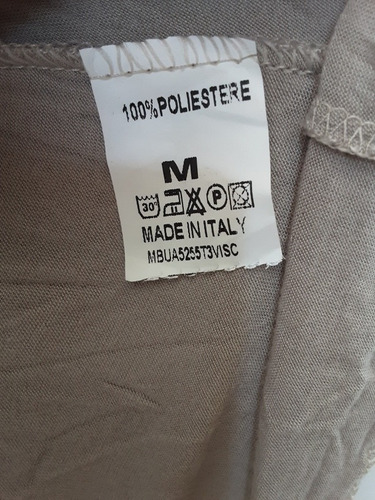 100%POLIESTERE
M
30° P
MADE IN ITALY
MBUA5255T3VISC